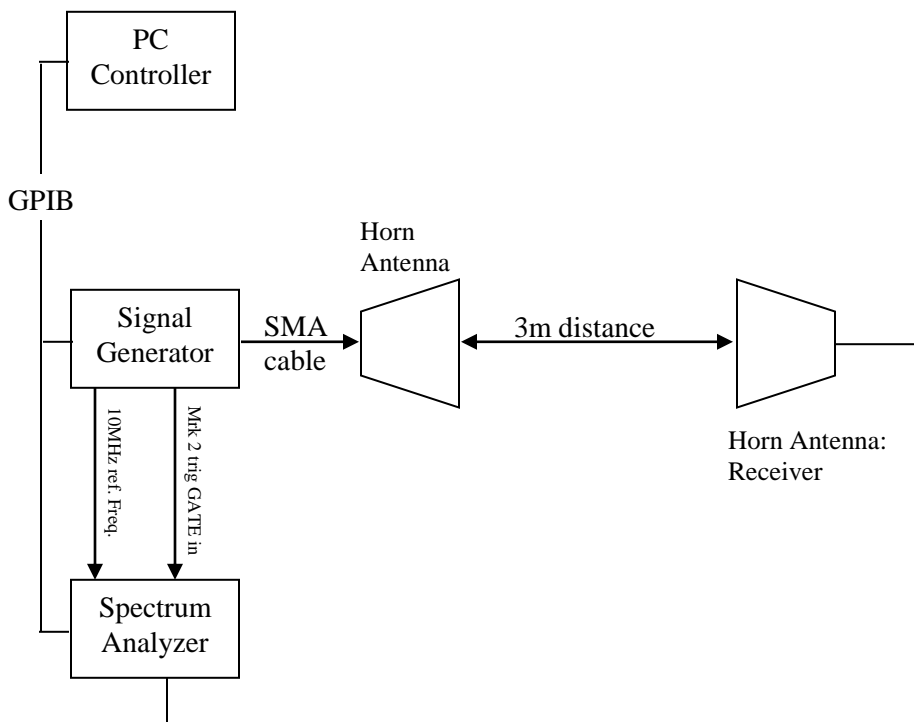 PC
Controller
GPIB
Horn
Antenna
Signal
Generator
SMA
cable
3m distance
Horn Antenna:
Receiver
10MHz ref. Freq.
Mrk 2 trig GATE in
Spectrum
Analyzer